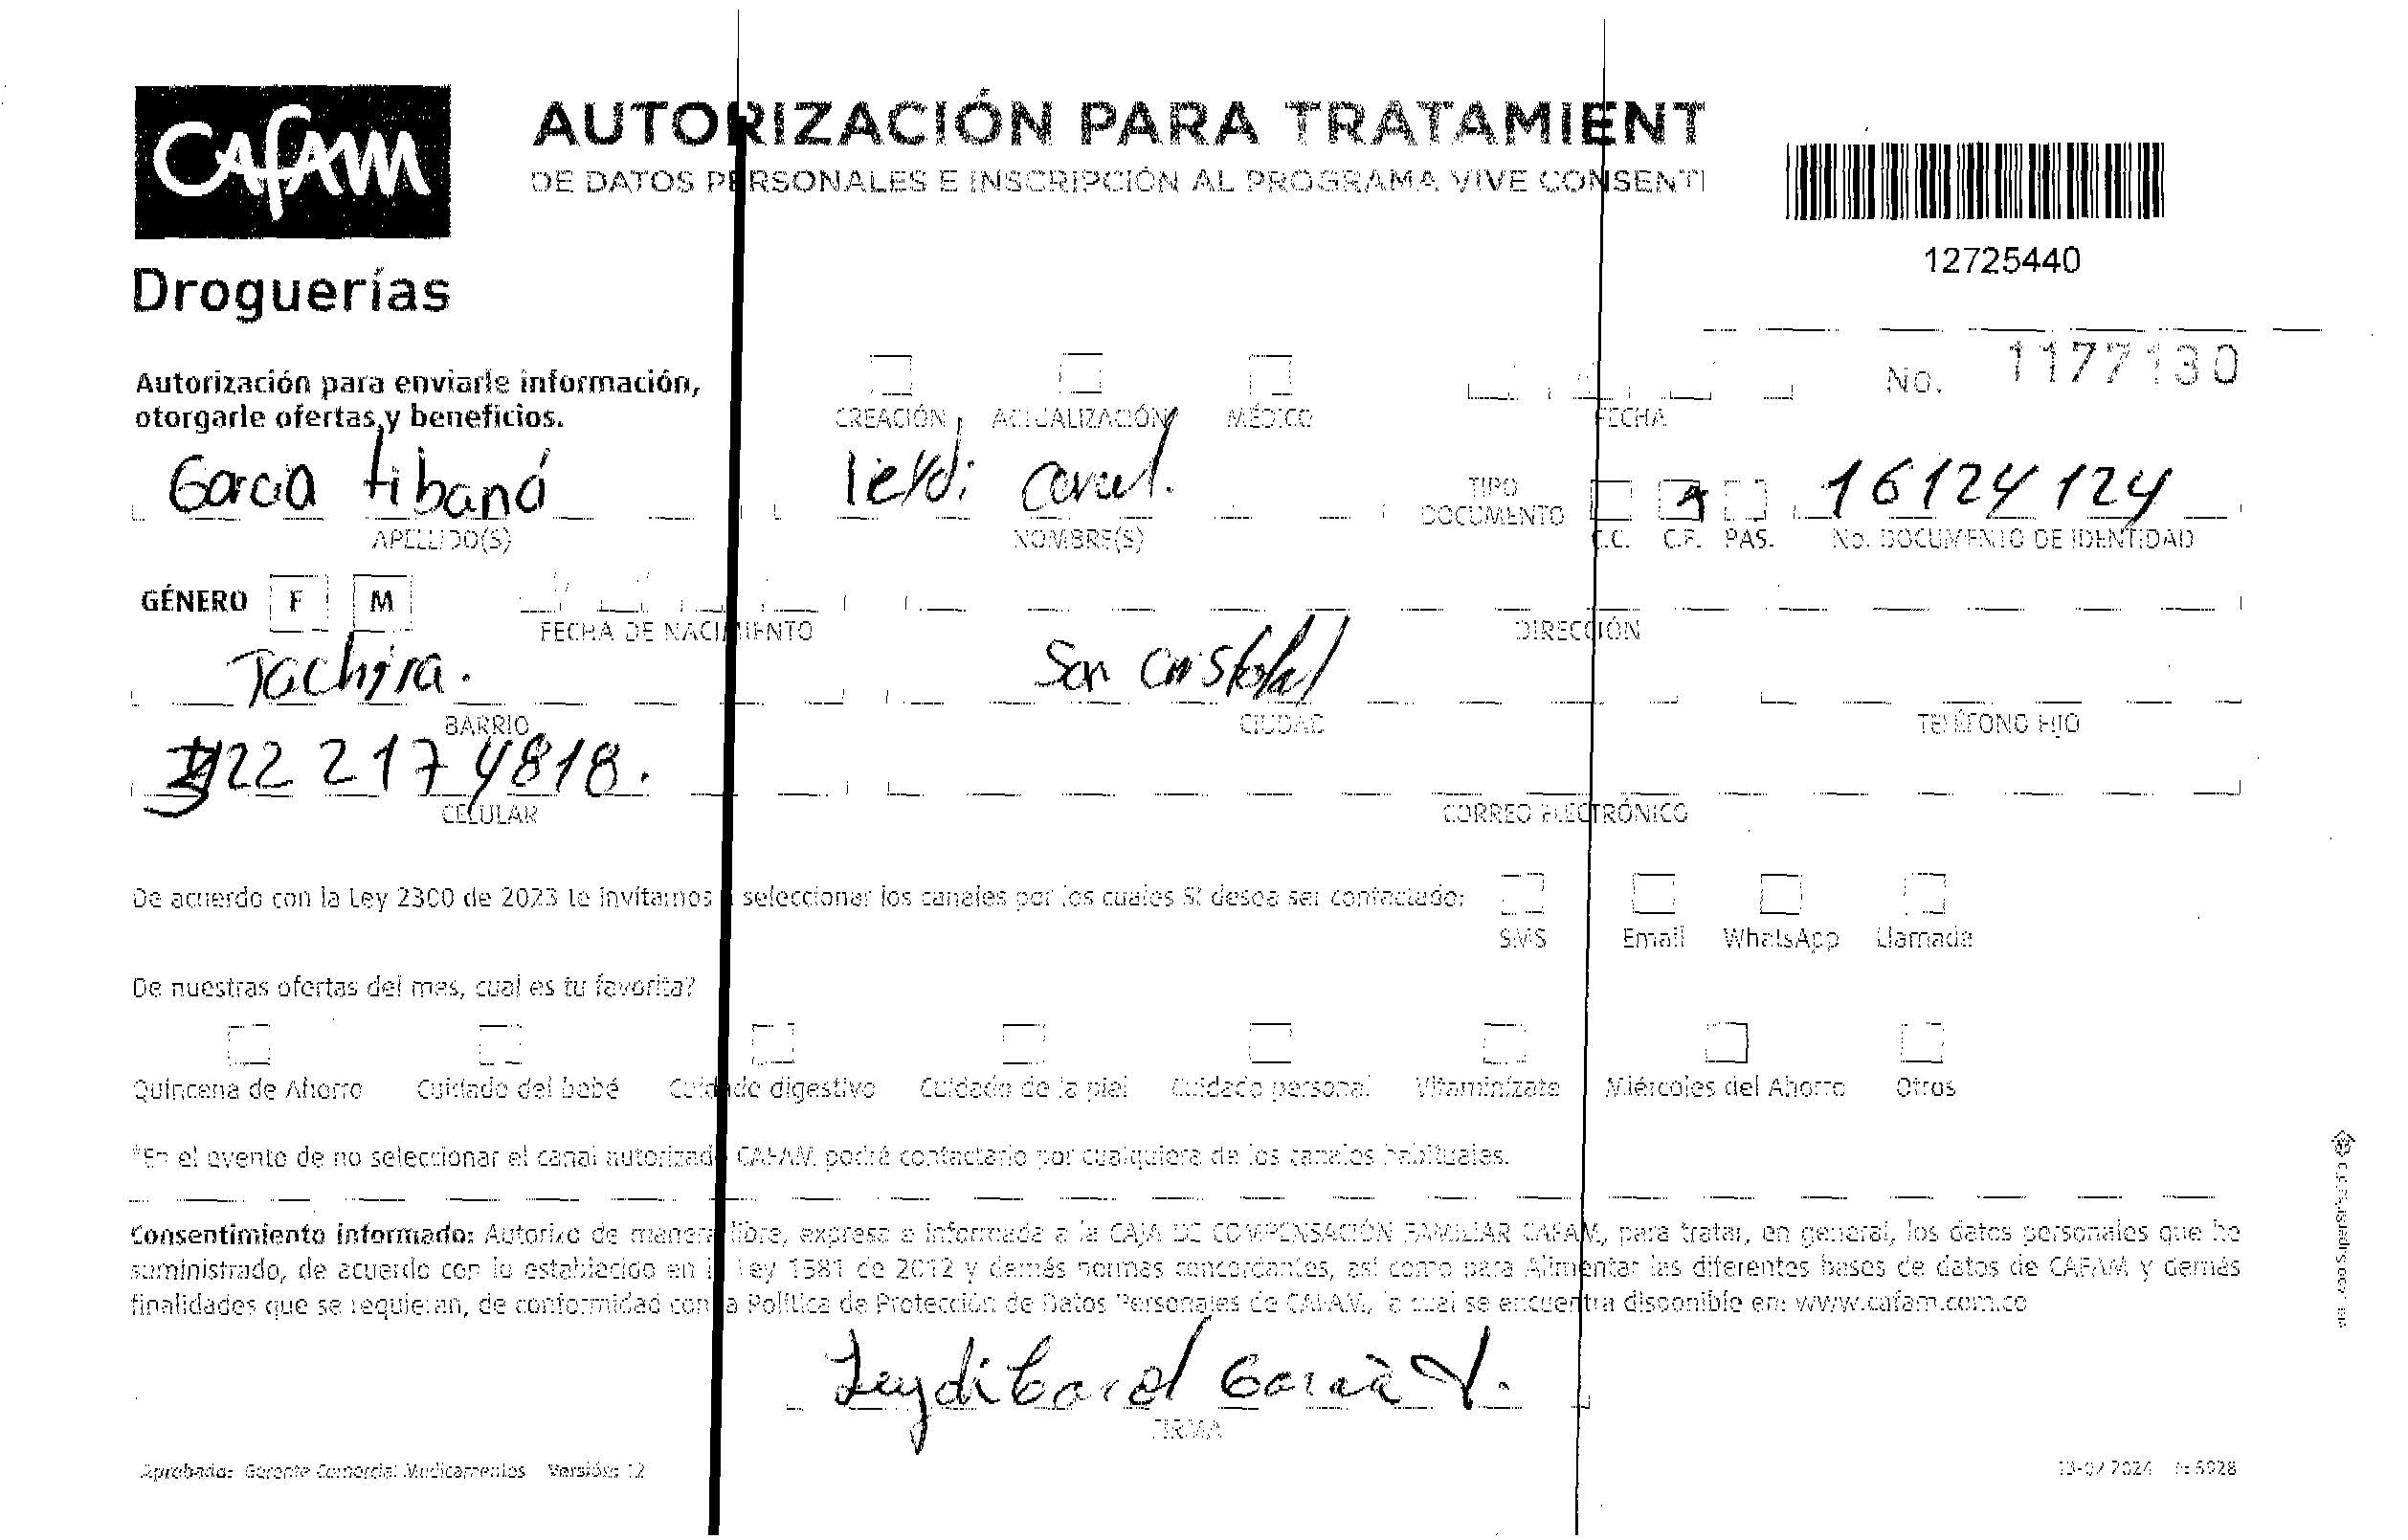 CAFAM
Droguerías
AUTORIZACIÓN PARA TRATAMIENT
DE DATOS PERSONALES E INSCRIPCIÓN AL PROGRAMA VIVE CONSENTI
12725440
Autorización para enviarle información,
otorgarle ofertas y beneficios.
CREACIÓN ACTUALIZACIÓN MÉDICO FECHA
No. 1177130
Garcia tibaná
APELLIDO(S)
NOMBRE(S)
TIPO DOCUMENTO
C.C. C.E. PAS.
16124124
No. DOCUMENTO DE IDENTIDAD
GÉNERO F M
FECHA DE NACIMIENTO
DIRECCIÓN
Tachira.
BARRIO
San Cristobal
CIUDAD
TELÉFONO FIJO
322 217 4818.
CELULAR
CORREO ELECTRÓNICO
De acuerdo con la Ley 2300 de 2023 te invitamos a seleccionar los canales por los cuales SI desea ser contactado:
SMS Email WhatsApp Llamada
De nuestras ofertas del mes, cual es tu favorita?
Quincena de Ahorro Cuidado del bebé Cuidado digestivo Cuidado de la piel Cuidado personal Vitaminízate Miércoles del Ahorro Otros
*En el evento de no seleccionar el canal autorizado CAFAM podrá contactarlo por cualquiera de los canales habituales.
Consentimiento informado: Autorizo de manera libre, expresa e informada a la CAJA DE COMPENSACIÓN FAMILIAR CAFAM, para tratar, en general, los datos personales que he
suministrado, de acuerdo con lo establecido en la Ley 1581 de 2012 y demás normas concordantes, así como para Alimentar las diferentes bases de datos de CAFAM y demás
finalidades que se requieran, de conformidad con la Política de Protección de Datos Personales de CAFAM, la cual se encuentra disponible en: www.cafam.com.co
Leydi Carol Garcia
FIRMA
Aprobado: Gerente Comercial Medicamentos Versión: 12